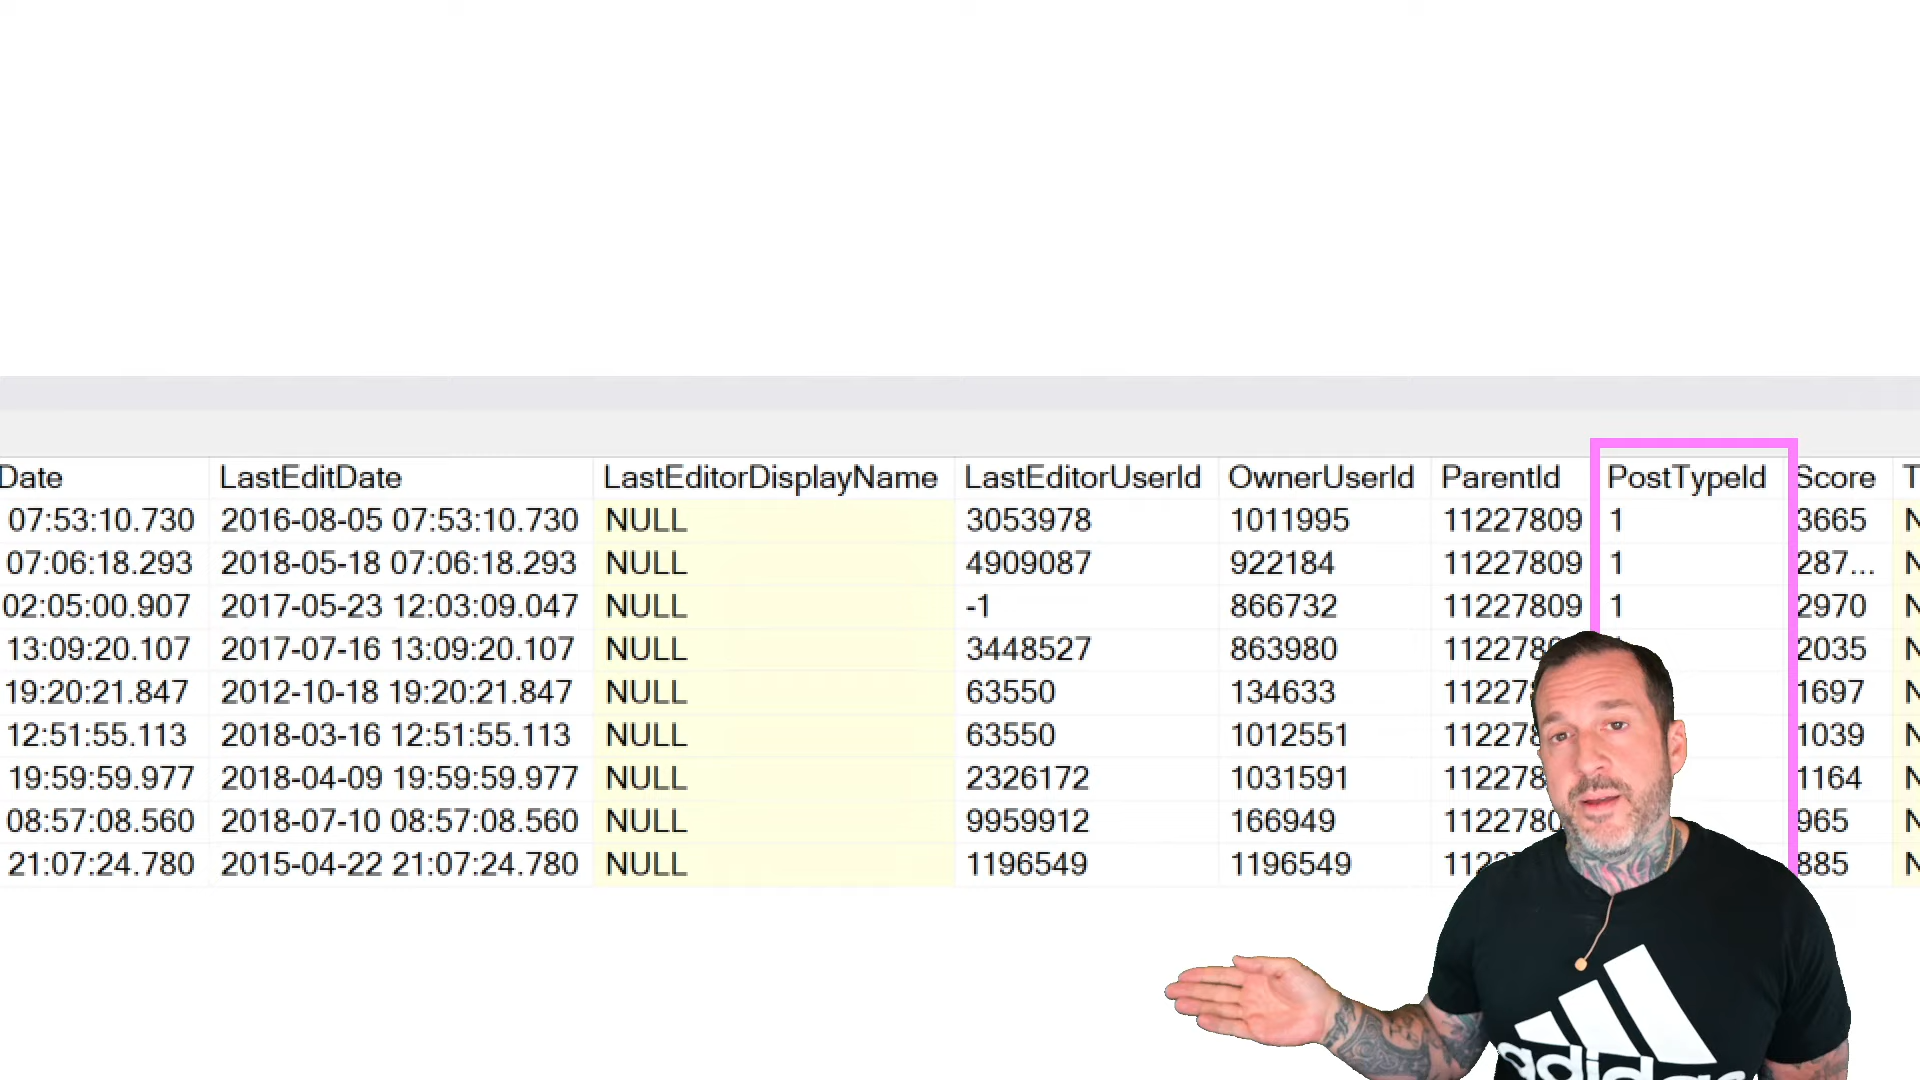 Date LastEditDate LastEditorDisplayName LastEditorUserId OwnerUserId ParentId PostTypeId Score T
07:53:10.730 2016-08-05 07:53:10.730 NULL 3053978 1011995 11227809 1 3665 N
07:06:18.293 2018-05-18 07:06:18.293 NULL 4909087 922184 11227809 1 287... N
02:05:00.907 2017-05-23 12:03:09.047 NULL -1 866732 11227809 1 2970 N
13:09:20.107 2017-07-16 13:09:20.107 NULL 3448527 863980 112278 2035 N
19:20:21.847 2012-10-18 19:20:21.847 NULL 63550 134633 11227 1697 N
12:51:55.113 2018-03-16 12:51:55.113 NULL 63550 1012551 11227 1039 N
19:59:59.977 2018-04-09 19:59:59.977 NULL 2326172 1031591 112278 1164 N
08:57:08.560 2018-07-10 08:57:08.560 NULL 9959912 166949 112278 965 N
21:07:24.780 2015-04-22 21:07:24.780 NULL 1196549 1196549 112 885 N
adidas